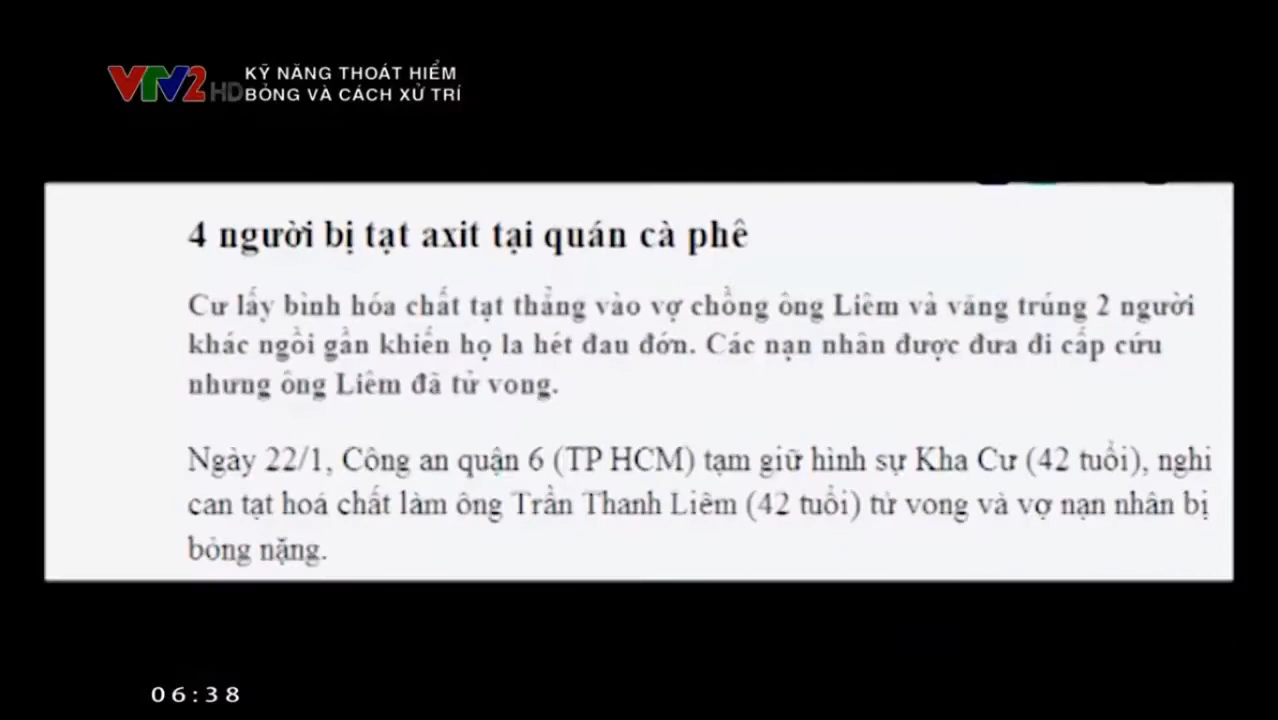 VTV2 HD
KỸ NĂNG THOÁT HIỂM
BỎNG VÀ CÁCH XỬ TRÍ
4 người bị tạt axit tại quán cà phê
Cư lấy bình hóa chất tạt thẳng vào vợ chồng ông Liêm và văng trúng 2 người
khác ngồi gần khiến họ la hét đau đớn. Các nạn nhân được đưa đi cấp cứu
nhưng ông Liêm đã tử vong.
Ngày 22/1, Công an quận 6 (TP HCM) tạm giữ hình sự Kha Cư (42 tuổi), nghi
can tạt hoá chất làm ông Trần Thanh Liêm (42 tuổi) tử vong và vợ nạn nhân bị
bỏng nặng.
06:38